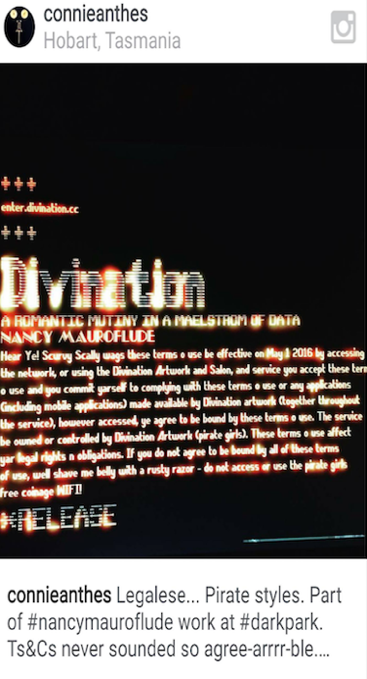 connieanthes
Hobart, Tasmania
+++
enter.divination.cc
+++
Divination
A ROMANTIC MUTINY IN A MAELSTROM OF DATA
NANCY MAUROFLUDE
Hear Ye! Scurvy Scally wags these terms o use be effective on May 1 2016 by accessing
the network, or using the Divination Artwork and Salon, and service you accept these term
o use and you commit yarself to complying with these terms o use or any applications
(including mobile applications) made available by Divination artwork (together throughout
the service), however accessed, ye agree to be bound by these terms o use. The service
be owned or controlled by Divination Artwork (pirate girls). These terms o use affect
yar legal rights n obligations. If you do not agree to be bound by all of these terms
of use, well shave me belly with a rusty razor - do not access or use the pirate girls
free coinage WIFI!
*RELEASE
connieanthes Legalese... Pirate styles. Part
of #nancymauroflude work at #darkpark.
Ts&Cs never sounded so agree-arrrr-ble....